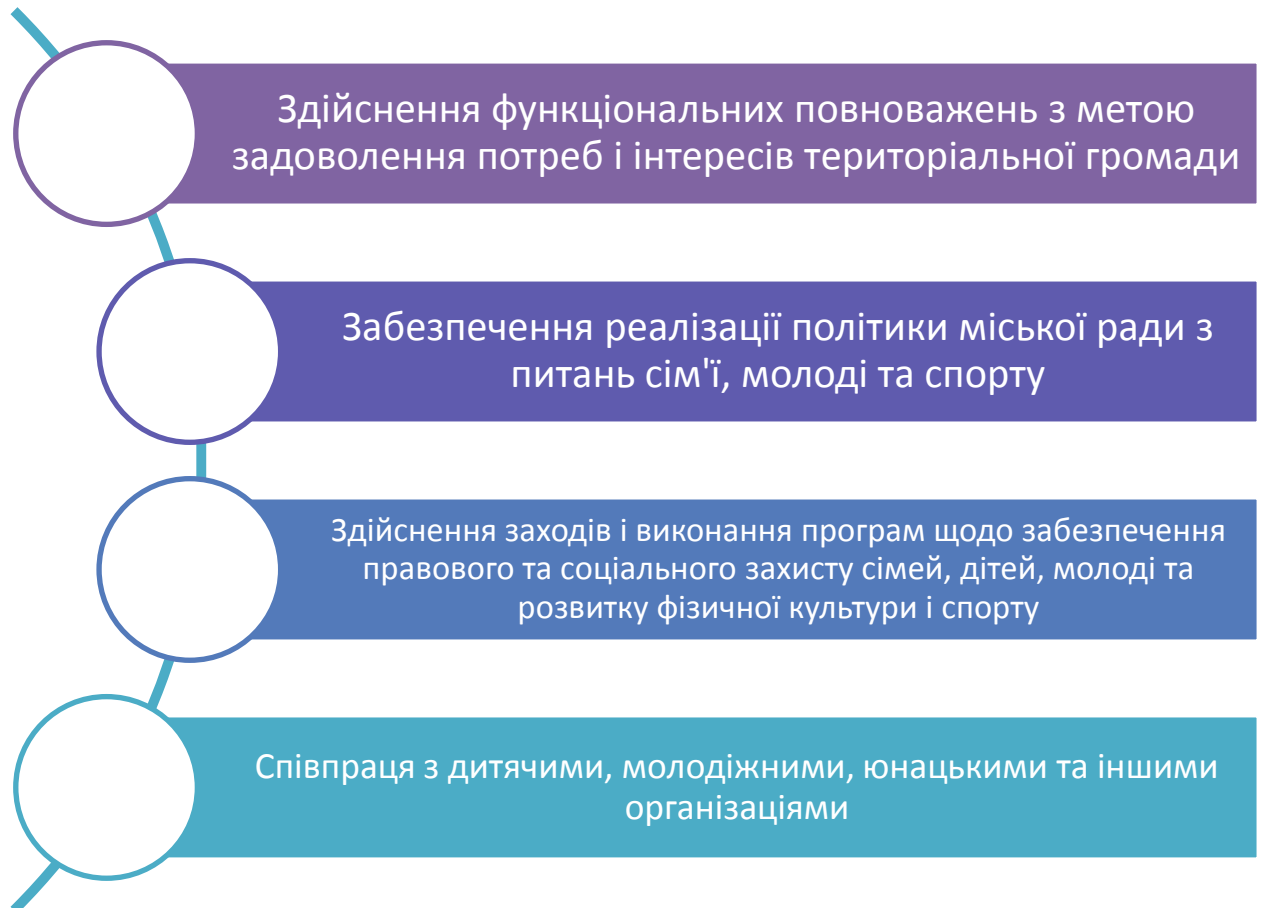 Здійснення функціональних повноважень з метою
задоволення потреб і інтересів територіальної громади
Забезпечення реалізації політики міської ради з
питань сім'ї, молоді та спорту
Здійснення заходів і виконання програм щодо забезпечення
правового та соціального захисту сімей, дітей, молоді та
розвитку фізичної культури і спорту
Співпраця з дитячими, молодіжними, юнацькими та іншими
організаціями